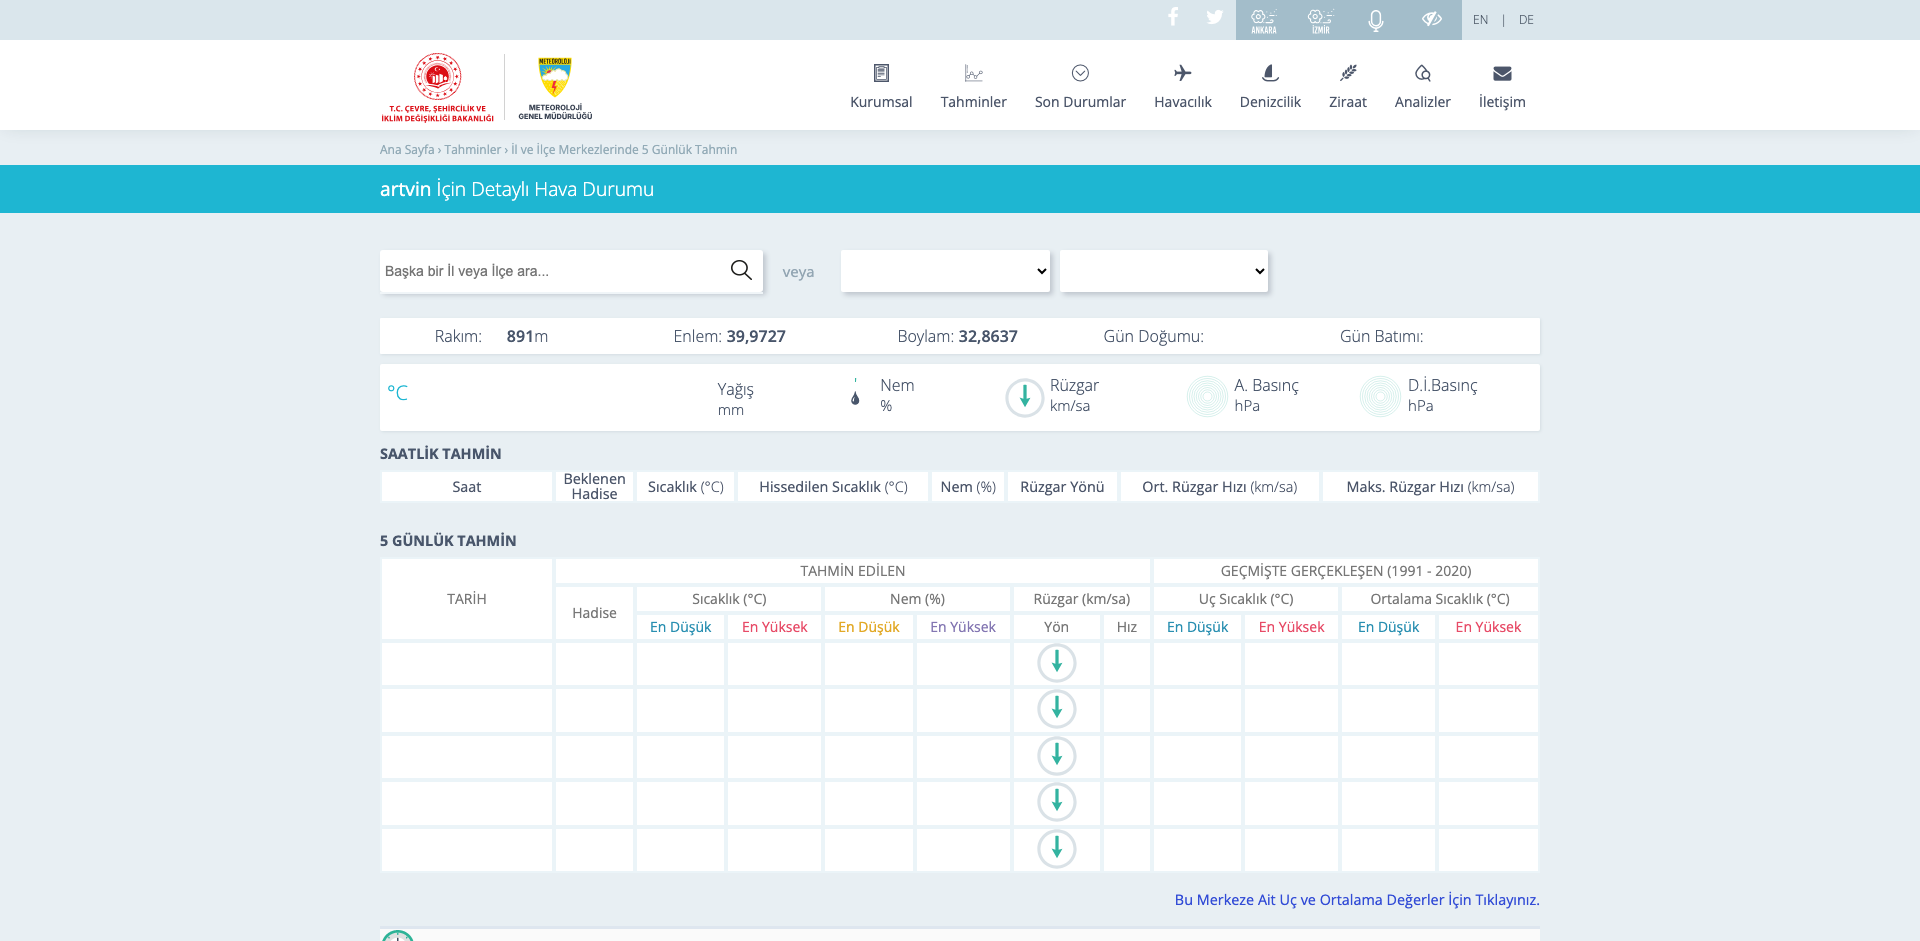 ANKARA
İZMİR
EN | DE
T.C. ÇEVRE, ŞEHİRCİLİK VE
İKLİM DEĞİŞİKLİĞİ BAKANLIĞI
METEOROLOJİ
METEOROLOJİ
GENEL MÜDÜRLÜĞÜ
Kurumsal
Tahminler
Son Durumlar
Havacılık
Denizcilik
Ziraat
Analizler
İletişim
Ana Sayfa › Tahminler › İl ve İlçe Merkezlerinde 5 Günlük Tahmin
artvin İçin Detaylı Hava Durumu
Başka bir İl veya İlçe ara...
veya
Rakım: 891m
Enlem: 39,9727
Boylam: 32,8637
Gün Doğumu:
Gün Batımı:
°C
Yağış
mm
Nem
%
Rüzgar
km/sa
A. Basınç
hPa
D.İ.Basınç
hPa
SAATLİK TAHMİN
Saat
Beklenen
Hadise
Sıcaklık (°C)
Hissedilen Sıcaklık (°C)
Nem (%)
Rüzgar Yönü
Ort. Rüzgar Hızı (km/sa)
Maks. Rüzgar Hızı (km/sa)
5 GÜNLÜK TAHMİN
TARİH
TAHMİN EDİLEN
GEÇMİŞTE GERÇEKLEŞEN (1991 - 2020)
Hadise
Sıcaklık (°C)
Nem (%)
Rüzgar (km/sa)
Uç Sıcaklık (°C)
Ortalama Sıcaklık (°C)
En Düşük
En Yüksek
En Düşük
En Yüksek
Yön
Hız
En Düşük
En Yüksek
En Düşük
En Yüksek
Bu Merkeze Ait Uç ve Ortalama Değerler İçin Tıklayınız.